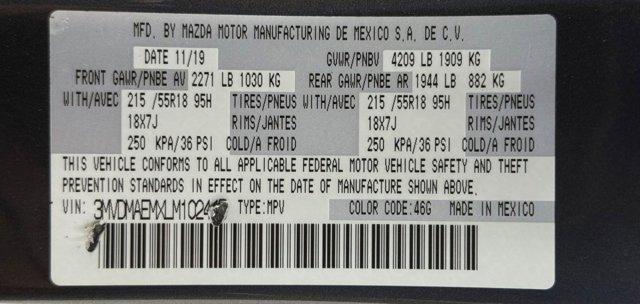 MFD. BY MAZDA MOTOR MANUFACTURING DE MEXICO S.A. DE C.V.
DATE 11/19 GVWR/PNBV 4209 LB 1909 KG
FRONT GAWR/PNBE AV 2271 LB 1030 KG REAR GAWR/PNBE AR 1944 LB 882 KG
WITH/AVEC 215 /55R18 95H TIRES/PNEUS WITH/AVEC 215 /55R18 95H TIRES/PNEUS
18X7J RIMS/JANTES 18X7J RIMS/JANTES
250 KPA/36 PSI COLD/A FROID 250 KPA/36 PSI COLD/A FROID
THIS VEHICLE CONFORMS TO ALL APPLICABLE FEDERAL MOTOR VEHICLE SAFETY AND THEFT
PREVENTION STANDARDS IN EFFECT ON THE DATE OF MANUFACTURE SHOWN ABOVE.
VIN: TYPE:MPV COLOR CODE:46G MADE IN MEXICO